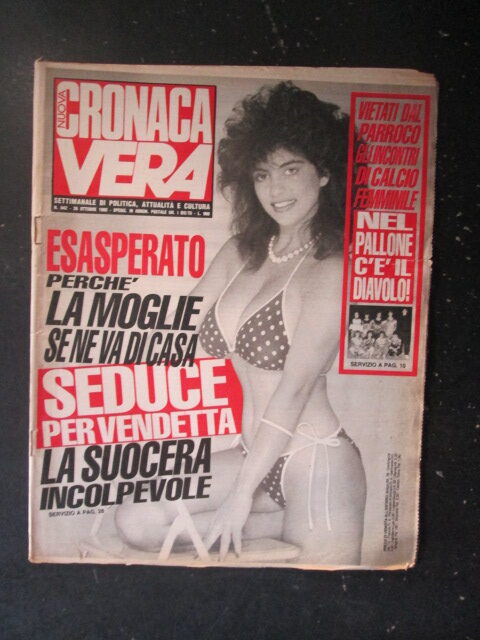 NUOVA
CRONACA
VERA
SETTIMANALE DI POLITICA, ATTUALITÀ E CULTURA
ESASPERATO
PERCHE'
LA MOGLIE
SE NE VA DI CASA
SEDUCE
PER VENDETTA
LA SUOCERA
INCOLPEVOLE
SERVIZIO A PAG. 26
VIETATI DAL
PARROCO
GLI INCONTRI
DI CALCIO
FEMMINILE
NEL
PALLONE
C'E' IL
DIAVOLO!
SERVIZIO A PAG. 10